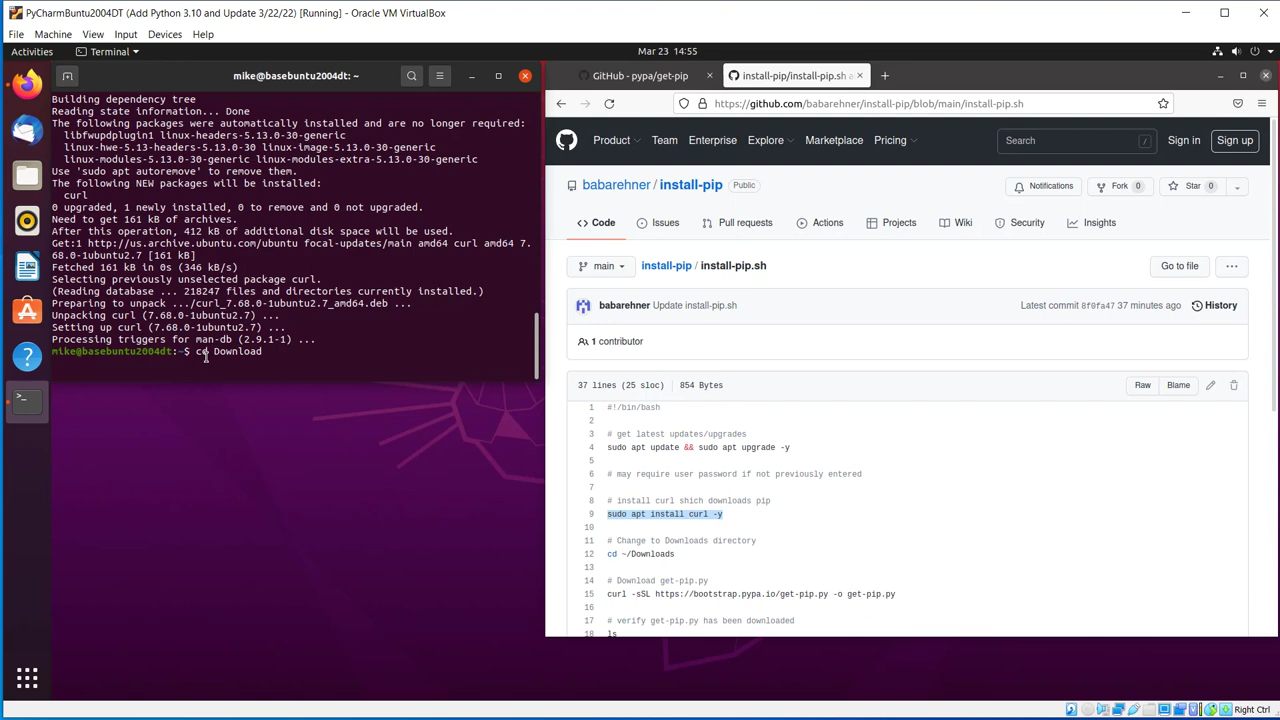 PyCharmBuntu2004DT (Add Python 3.10 and Update 3/22/22) [Running] - Oracle VM VirtualBox
File Machine View Input Devices Help
Activities Terminal Mar 23 14:55
mike@basebuntu2004dt: ~
Building dependency tree
Reading state information... Done
The following packages were automatically installed and are no longer required:
libfwupdplugin1 linux-headers-5.13.0-30-generic
linux-hwe-5.13-headers-5.13.0-30 linux-image-5.13.0-30-generic
linux-modules-5.13.0-30-generic linux-modules-extra-5.13.0-30-generic
Use 'sudo apt autoremove' to remove them.
The following NEW packages will be installed:
curl
0 upgraded, 1 newly installed, 0 to remove and 0 not upgraded.
Need to get 161 kB of archives.
After this operation, 412 kB of additional disk space will be used.
Get:1 http://us.archive.ubuntu.com/ubuntu focal-updates/main amd64 curl amd64 7.
68.0-1ubuntu2.7 [161 kB]
Fetched 161 kB in 0s (346 kB/s)
Selecting previously unselected package curl.
(Reading database ... 218247 files and directories currently installed.)
Preparing to unpack .../curl_7.68.0-1ubuntu2.7_amd64.deb ...
Unpacking curl (7.68.0-1ubuntu2.7) ...
Setting up curl (7.68.0-1ubuntu2.7) ...
Processing triggers for man-db (2.9.1-1) ...
mike@basebuntu2004dt:~$ cd Download
GitHub - pypa/get-pip install-pip/install-pip.sh a
https://github.com/babarehner/install-pip/blob/main/install-pip.sh
Product Team Enterprise Explore Marketplace Pricing Search / Sign in Sign up
babarehner / install-pip Public Notifications Fork 0 Star 0
Code Issues Pull requests Actions Projects Wiki Security Insights
main install-pip / install-pip.sh Go to file ...
babarehner Update install-pip.sh Latest commit 8f0fa47 37 minutes ago History
1 contributor
37 lines (25 sloc) 854 Bytes Raw Blame
1 #!/bin/bash
2
3 # get latest updates/upgrades
4 sudo apt update && sudo apt upgrade -y
5
6 # may require user password if not previously entered
7
8 # install curl shich downloads pip
9 sudo apt install curl -y
10
11 # Change to Downloads directory
12 cd ~/Downloads
13
14 # Download get-pip.py
15 curl -sSL https://bootstrap.pypa.io/get-pip.py -o get-pip.py
16
17 # verify get-pip.py has been downloaded
18 ls
Right Ctrl